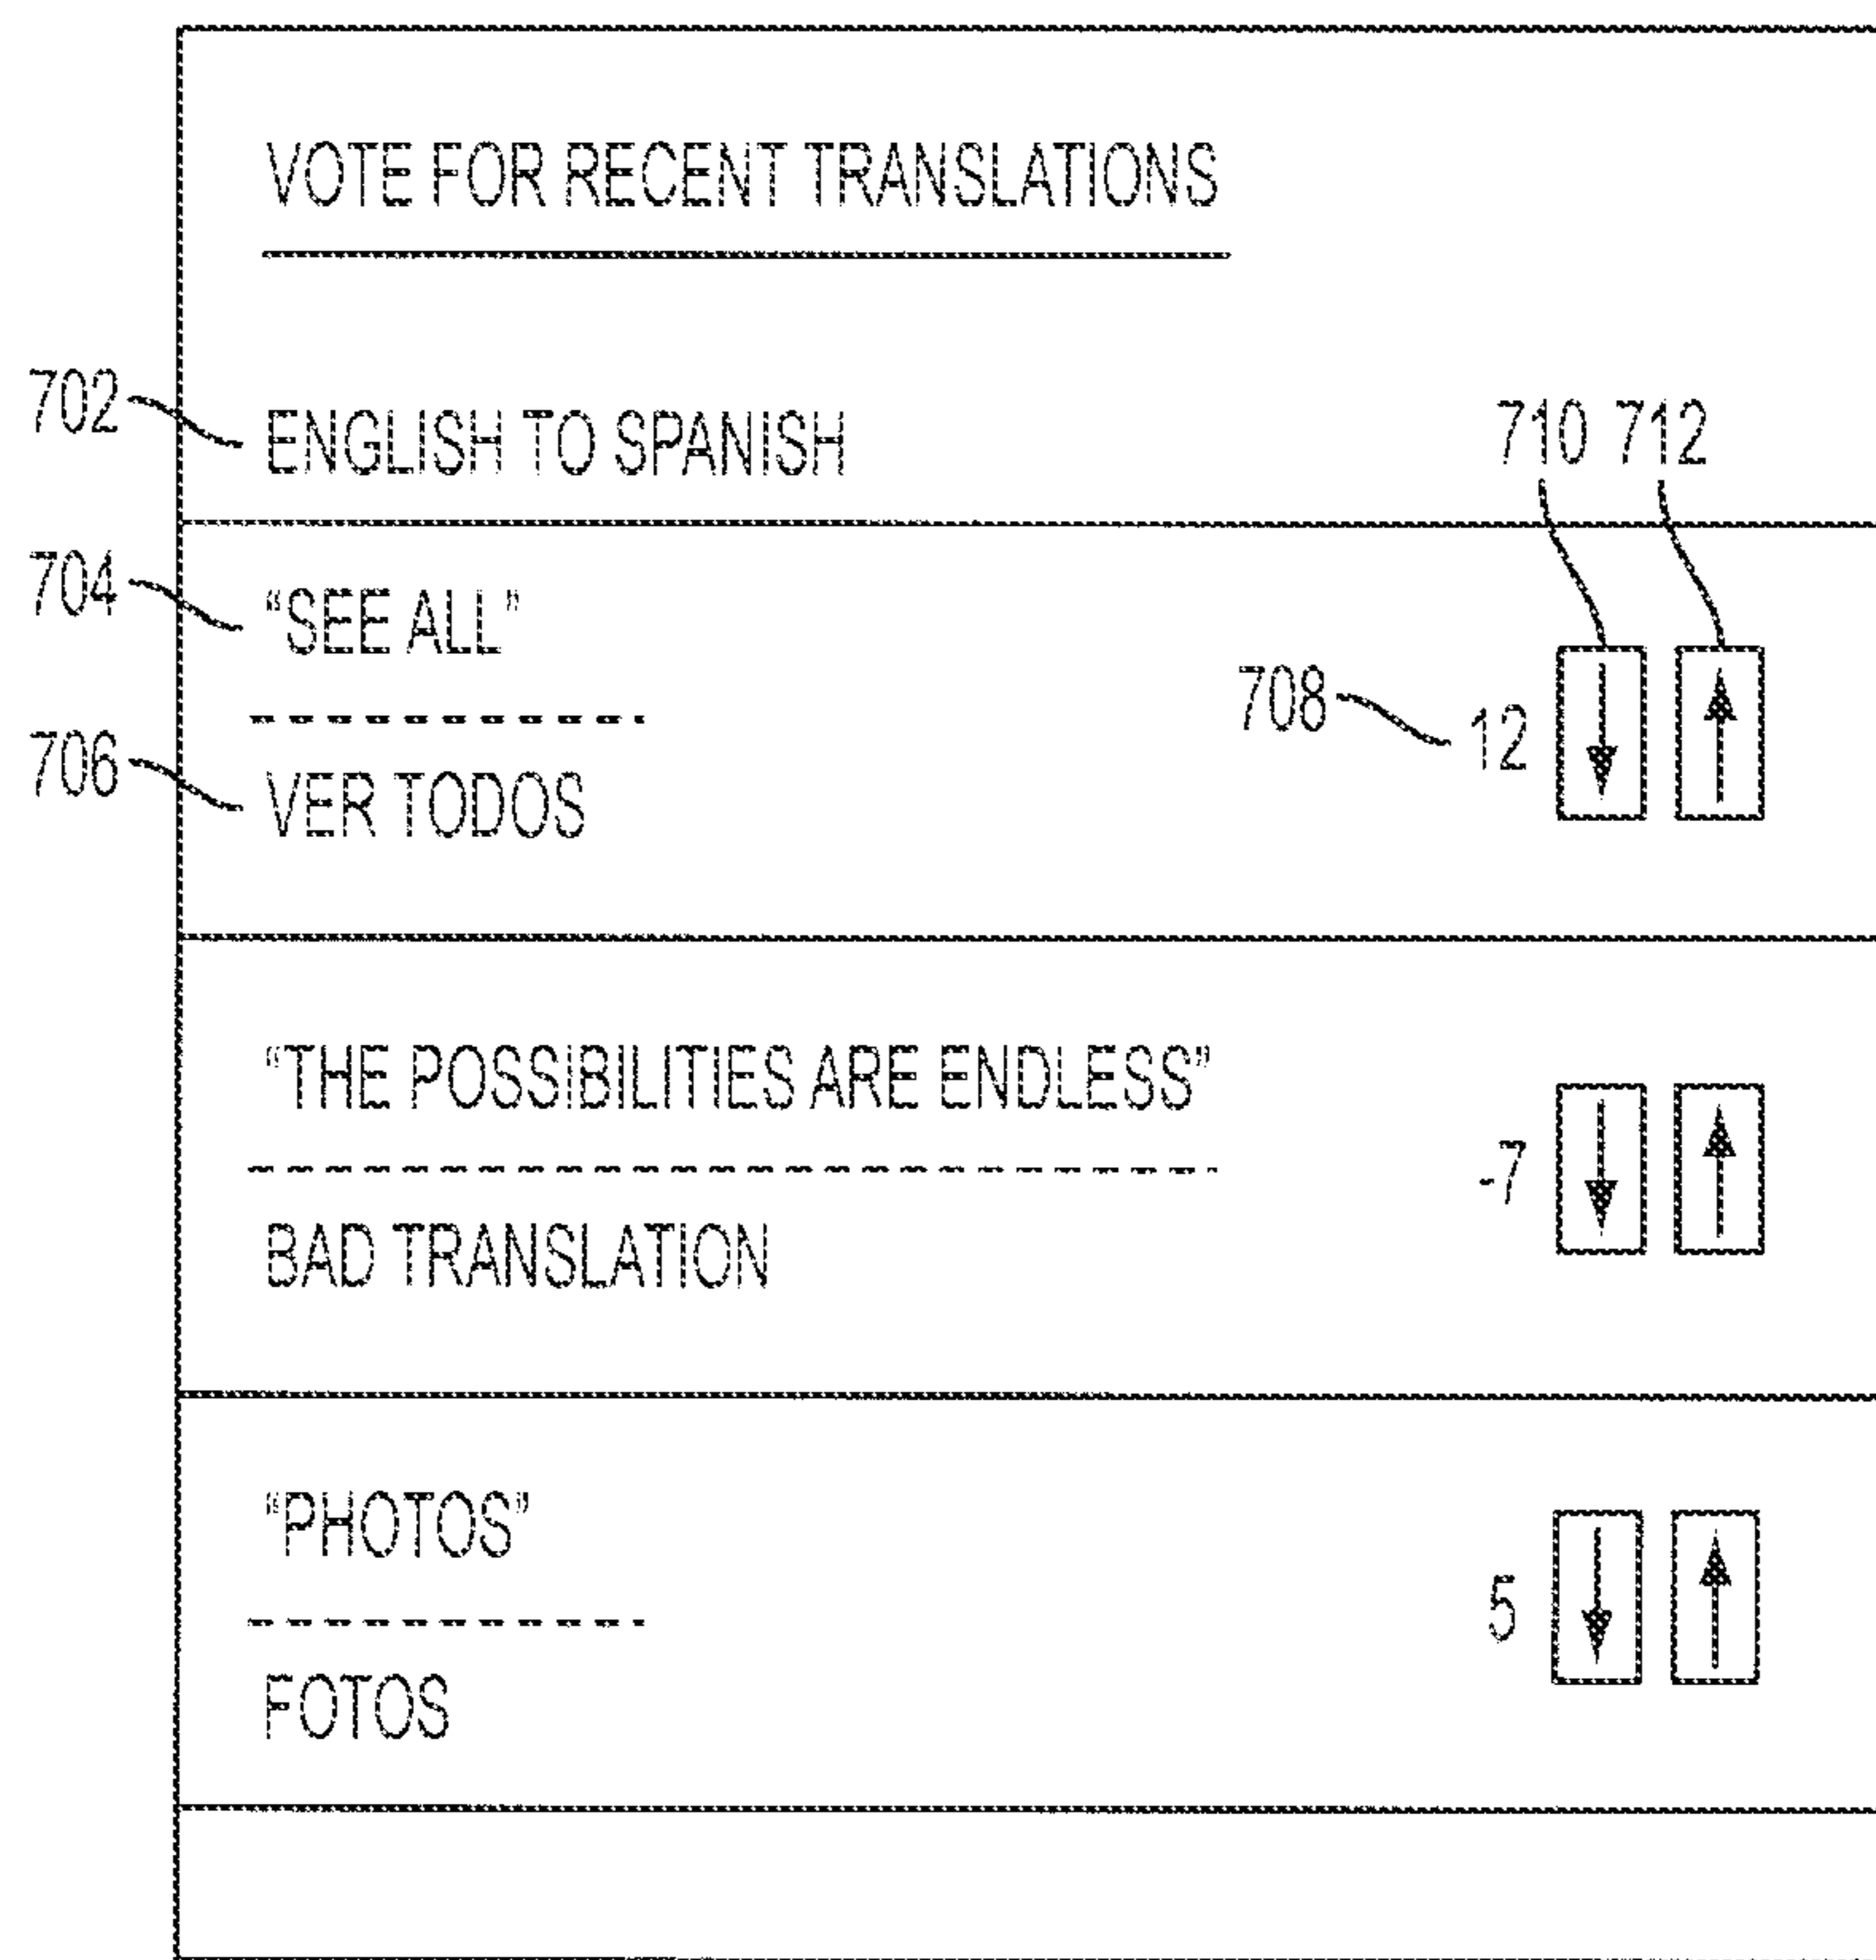 VOTE FOR RECENT TRANSLATIONS
702 ENGLISH TO SPANISH 710 712
704 "SEE ALL"
708 12
706 VER TODOS
"THE POSSIBILITIES ARE ENDLESS"
-7
BAD TRANSLATION
"PHOTOS"
5
FOTOS